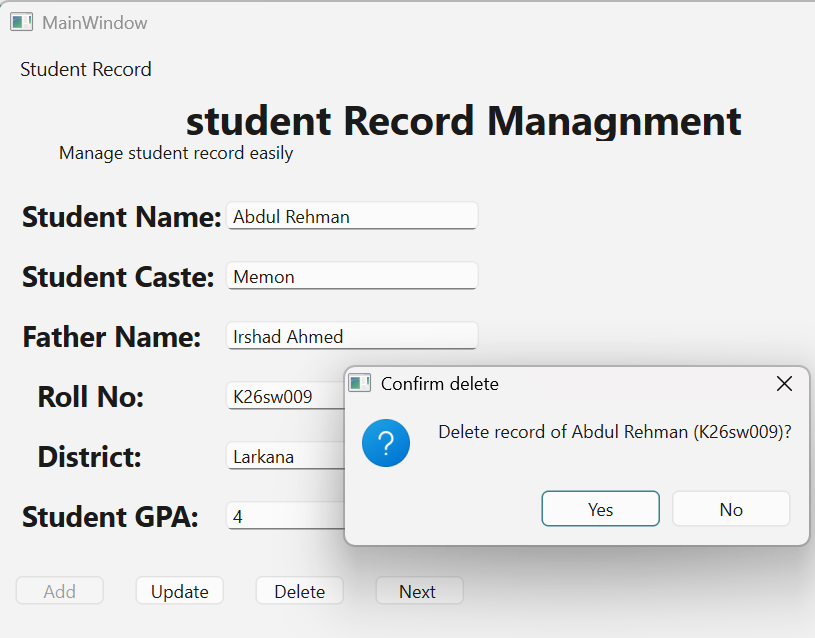 MainWindow
Student Record
student Record Managnment
Manage student record easily
Student Name: Abdul Rehman
Student Caste: Memon
Father Name: Irshad Ahmed
Roll No: K26sw009
District: Larkana
Student GPA: 4
Confirm delete
?
Delete record of Abdul Rehman (K26sw009)?
Yes No
Add Update Delete Next